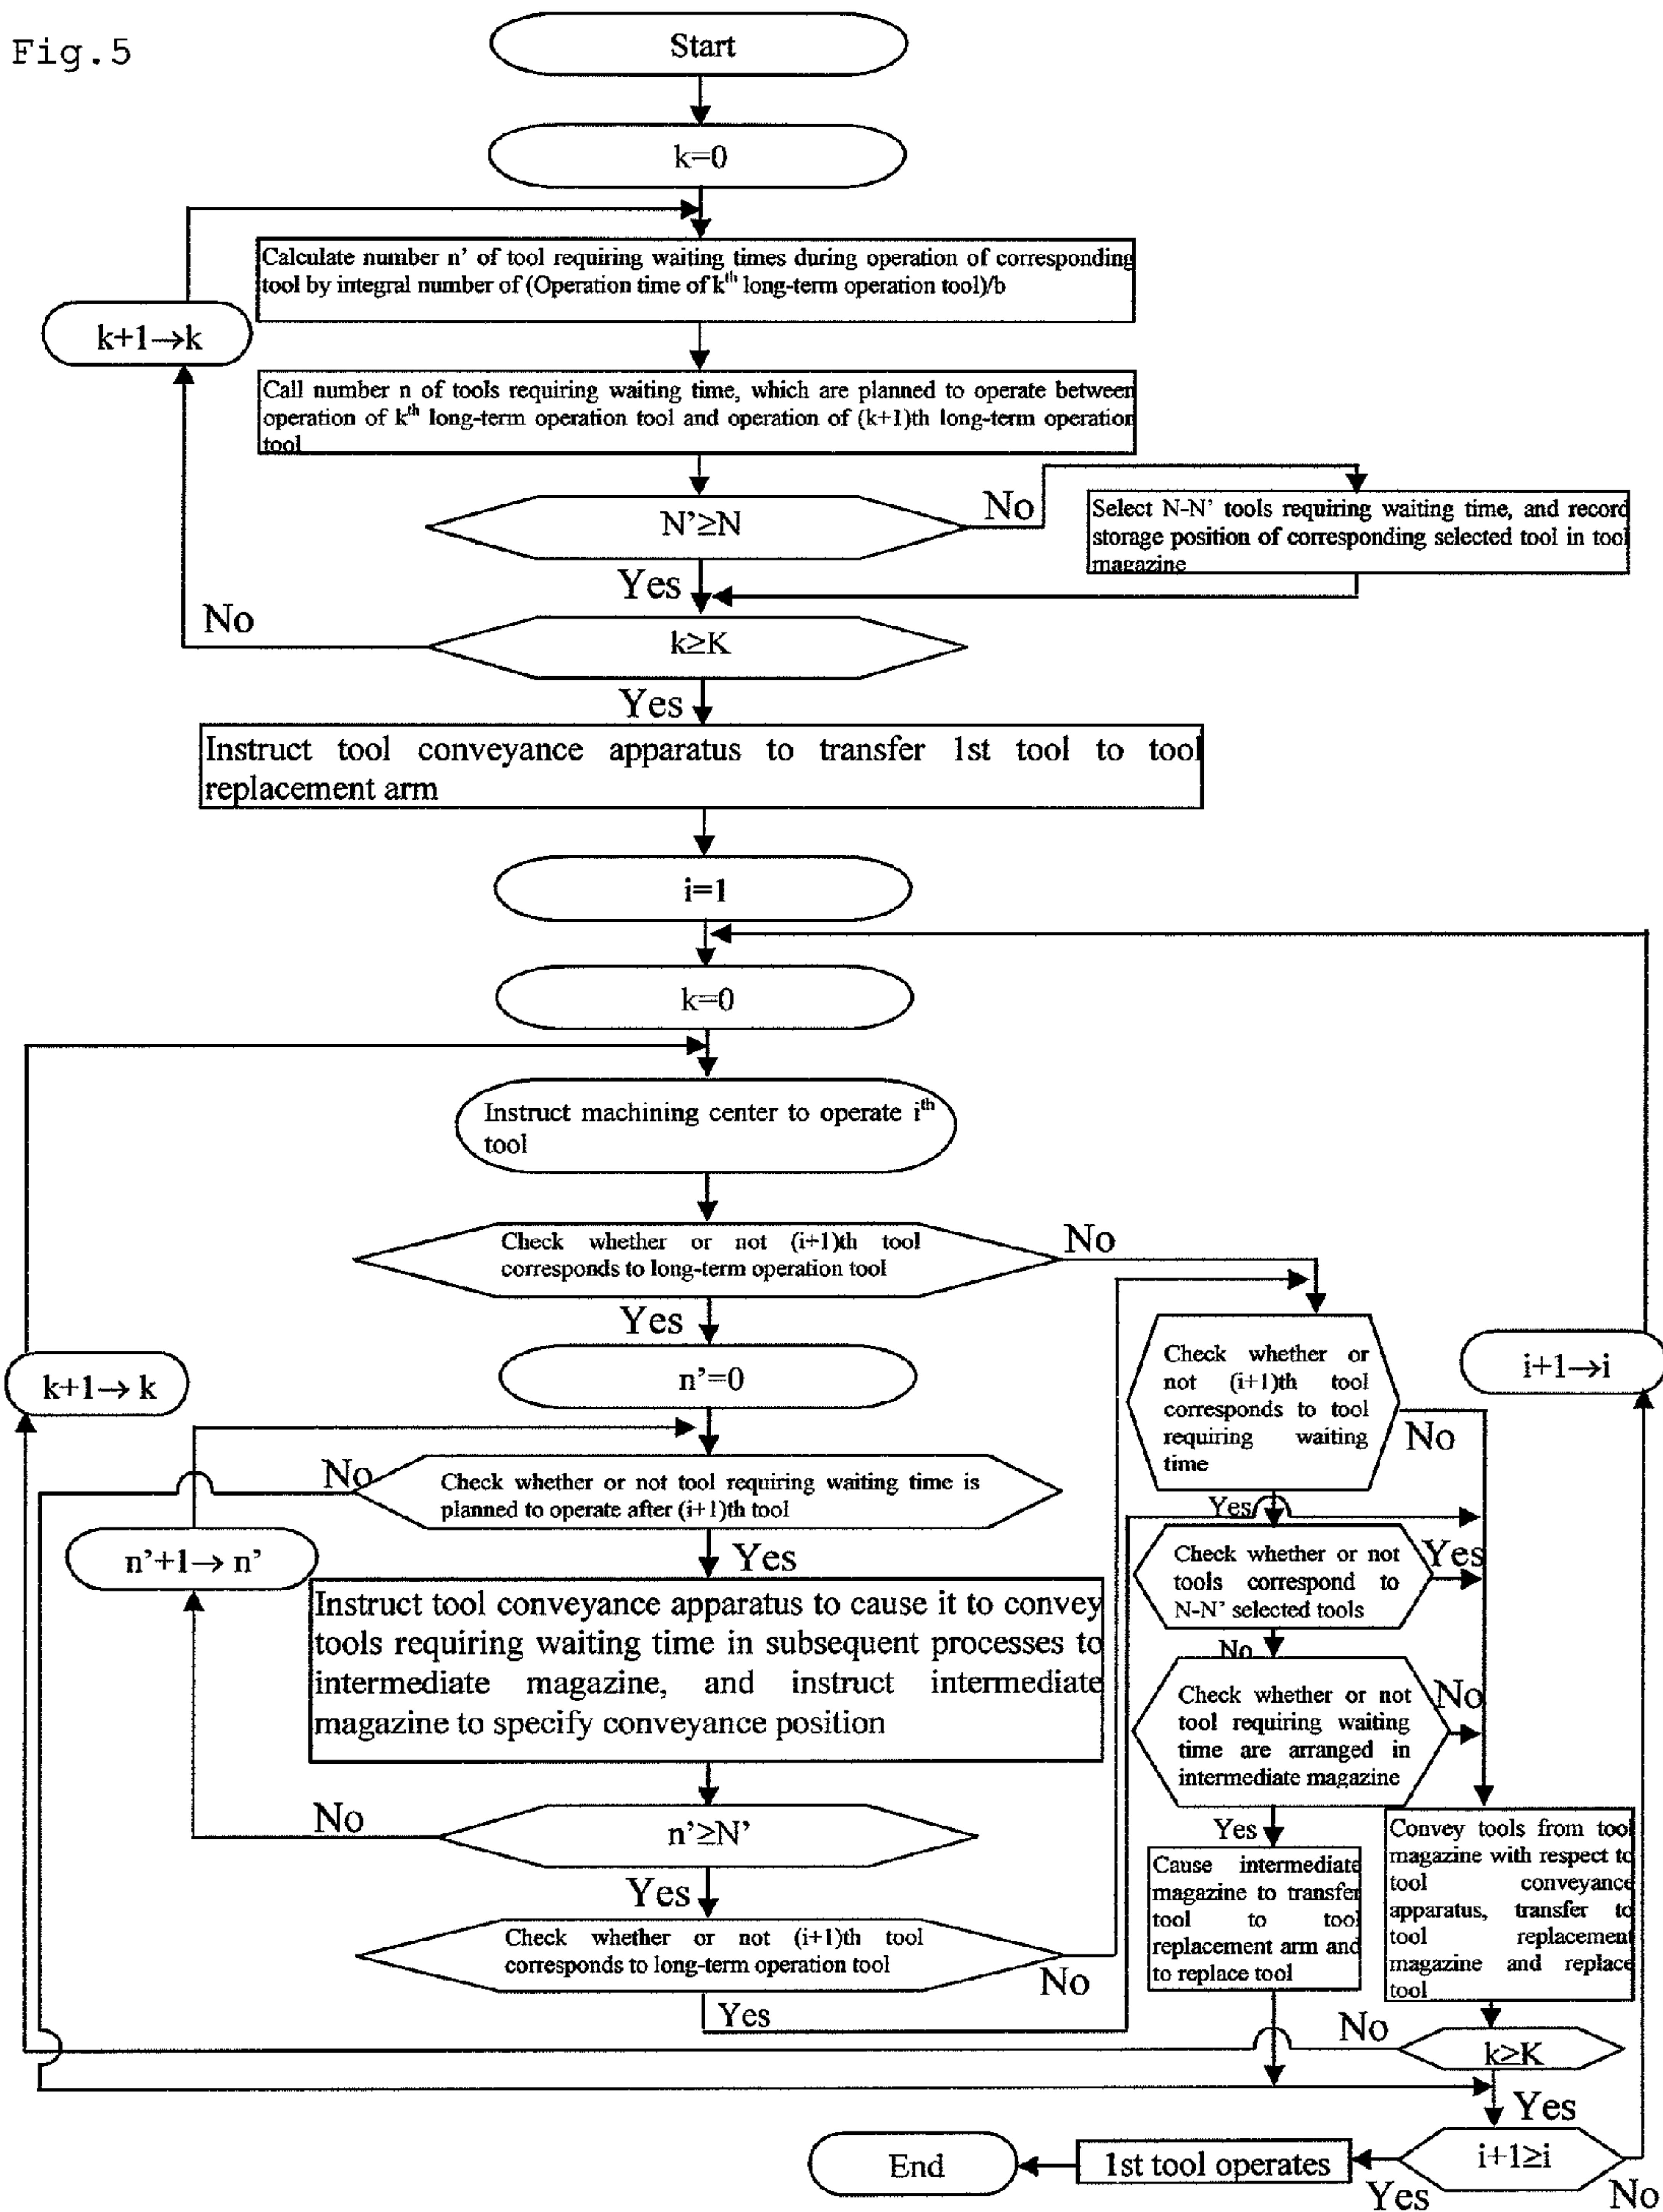 Fig.5
Start
k=0
Calculate number n' of tool requiring waiting times during operation of corresponding
tool by integral number of (Operation time of kth long-term operation tool)/b
k+1→k
Call number n of tools requiring waiting time, which are planned to operate between
operation of kth long-term operation tool and operation of (k+1)th long-term operation
tool
N'≥N
No
Select N-N' tools requiring waiting time, and record
storage position of corresponding selected tool in tool
magazine
Yes
No
k≥K
Yes
Instruct tool conveyance apparatus to transfer 1st tool to tool
replacement arm
i=1
k=0
Instruct machining center to operate ith
tool
Check whether or not (i+1)th tool
corresponds to long-term operation tool
No
Yes
k+1→ k
n'=0
Check whether or
not (i+1)th tool
corresponds to tool
requiring waiting
time
i+1→i
No
No
Check whether or not tool requiring waiting time is
planned to operate after (i+1)th tool
Yes
n'+1→ n'
Yes
Check whether or not
tools correspond to
N-N' selected tools
Yes
Instruct tool conveyance apparatus to cause it to convey
tools requiring waiting time in subsequent processes to
intermediate magazine, and instruct intermediate
magazine to specify conveyance position
No
Check whether or not
tool requiring waiting
time are arranged in
intermediate magazine
No
No
n'≥N'
Yes
Yes
Cause intermediate
magazine to transfer
tool to tool
replacement arm and
to replace tool
Convey tools from tool
magazine with respect to
tool conveyance
apparatus, transfer to
tool replacement
magazine and replace
tool
Check whether or not (i+1)th tool
corresponds to long-term operation tool
No
Yes
No
k≥K
Yes
End
1st tool operates
i+1≥i
Yes
No